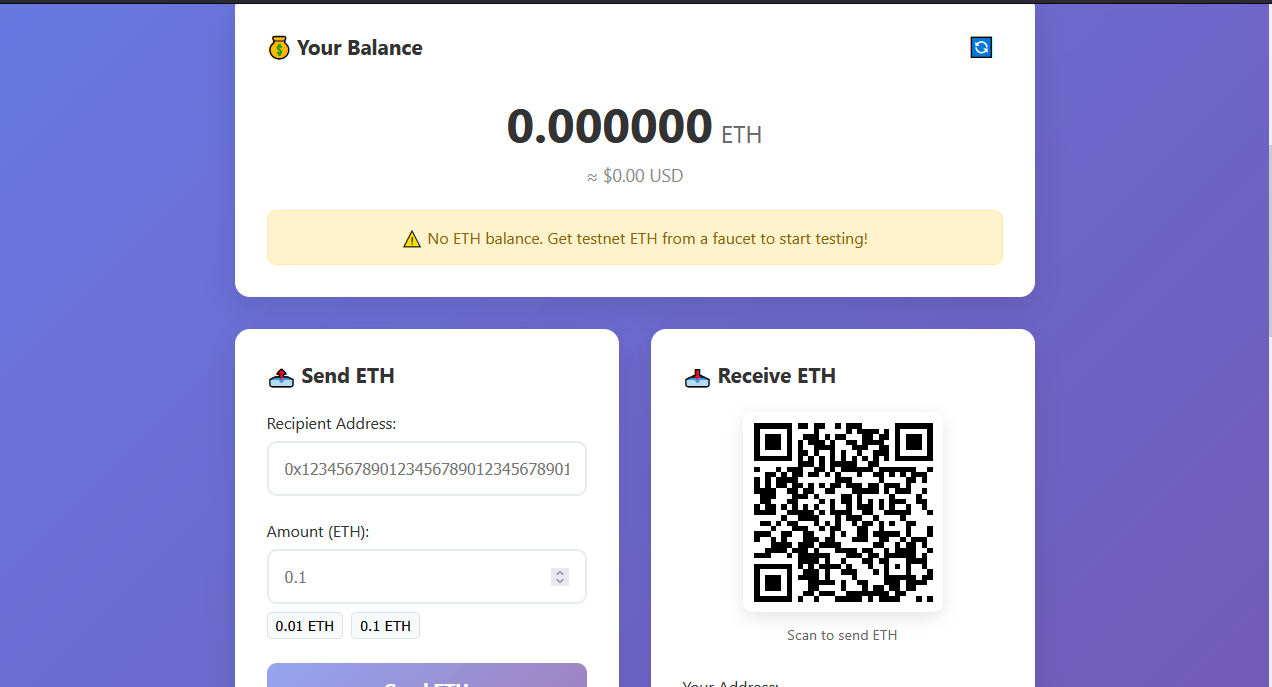 💰 Your Balance
0.000000 ETH
≈ $0.00 USD
⚠️ No ETH balance. Get testnet ETH from a faucet to start testing!
📤 Send ETH
Recipient Address:
0x1234567890123456789012345678901
Amount (ETH):
0.1
0.01 ETH
0.1 ETH
Send ETH
📥 Receive ETH
Scan to send ETH
Your Address: